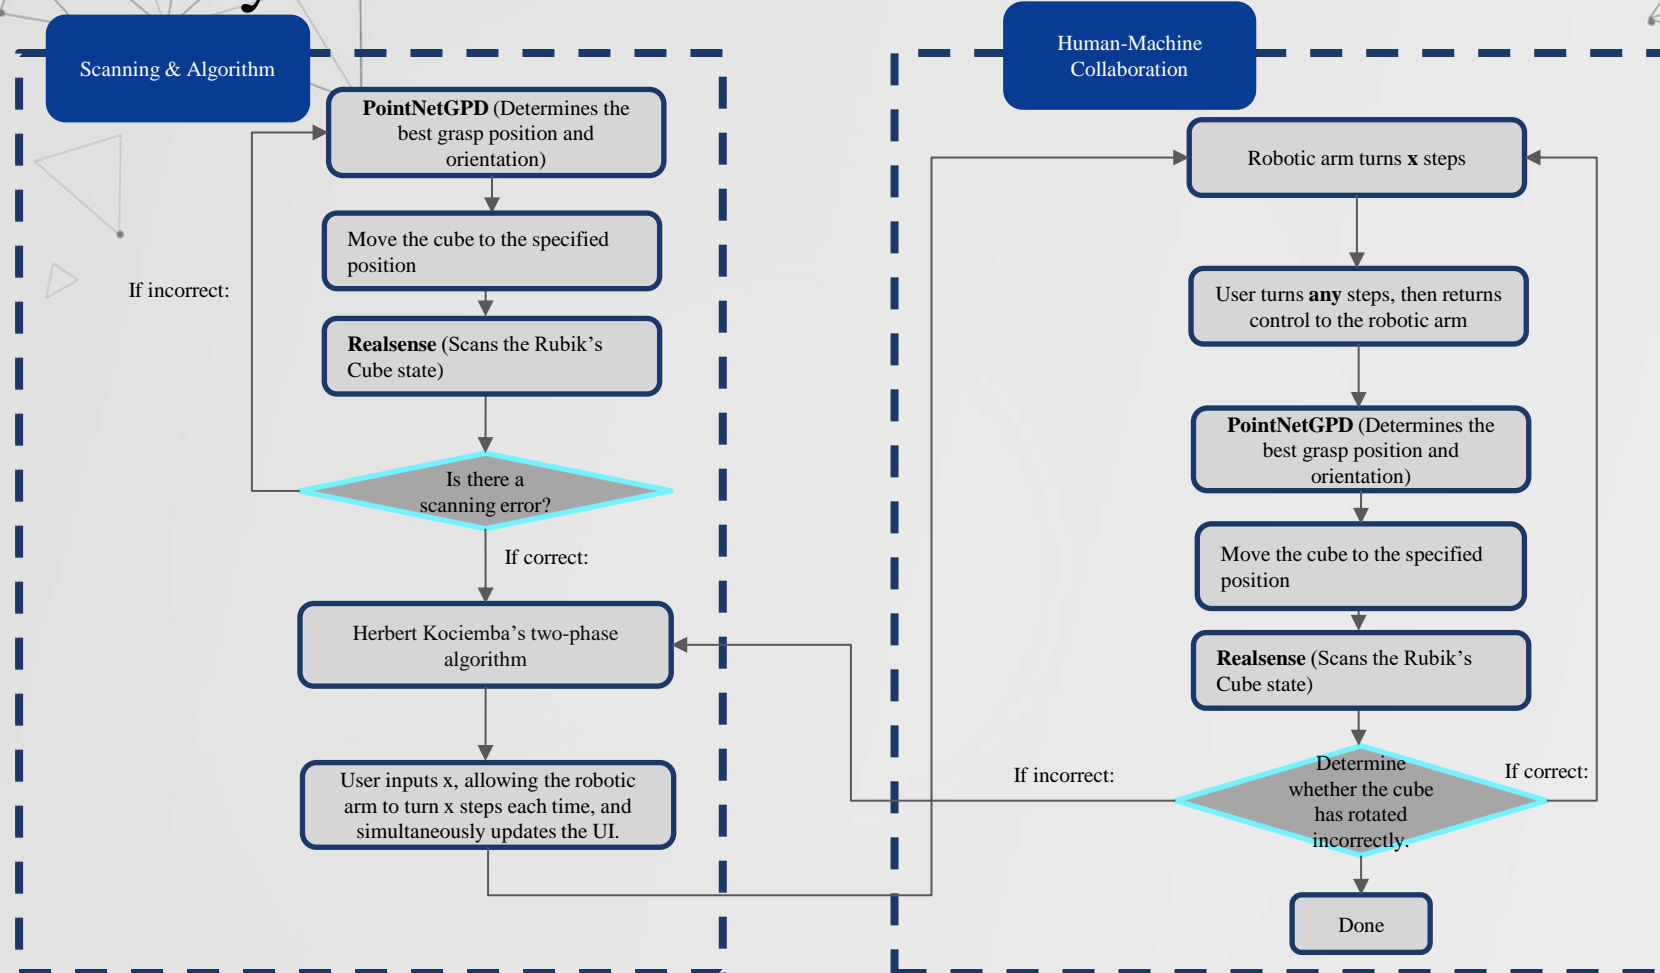 Scanning & Algorithm
PointNetGPD (Determines the
best grasp position and
orientation)
Move the cube to the specified
position
If incorrect:
Realsense (Scans the Rubik’s
Cube state)
Is there a
scanning error?
If correct:
Herbert Kociemba’s two-phase
algorithm
User inputs x, allowing the robotic
arm to turn x steps each time, and
simultaneously updates the UI.
Human-Machine
Collaboration
Robotic arm turns x steps
User turns any steps, then returns
control to the robotic arm
PointNetGPD (Determines the
best grasp position and
orientation)
Move the cube to the specified
position
Realsense (Scans the Rubik’s
Cube state)
If incorrect:
Determine
whether the cube
has rotated
incorrectly.
If correct:
Done